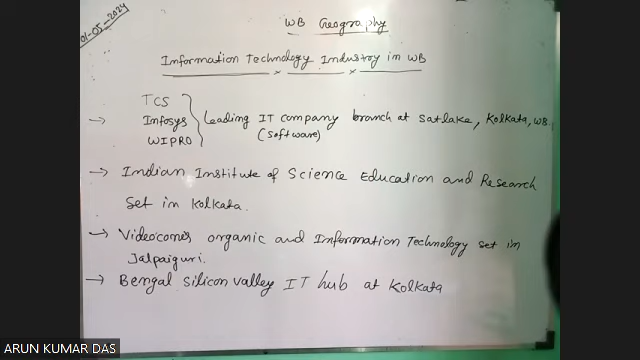 01-05-2024
WB Geography
Information Technology Industry in WB
TCS
→ Infosys } Leading IT company branch at Satlake, Kolkata, WB.
WIPRO (Software)
→ Indian Institute of Science Education and Research
set in Kolkata.
→ Videocon's organic and Information Technology set in
Jalpaiguri.
→ Bengal silicon valley IT hub at Kolkata
ARUN KUMAR DAS